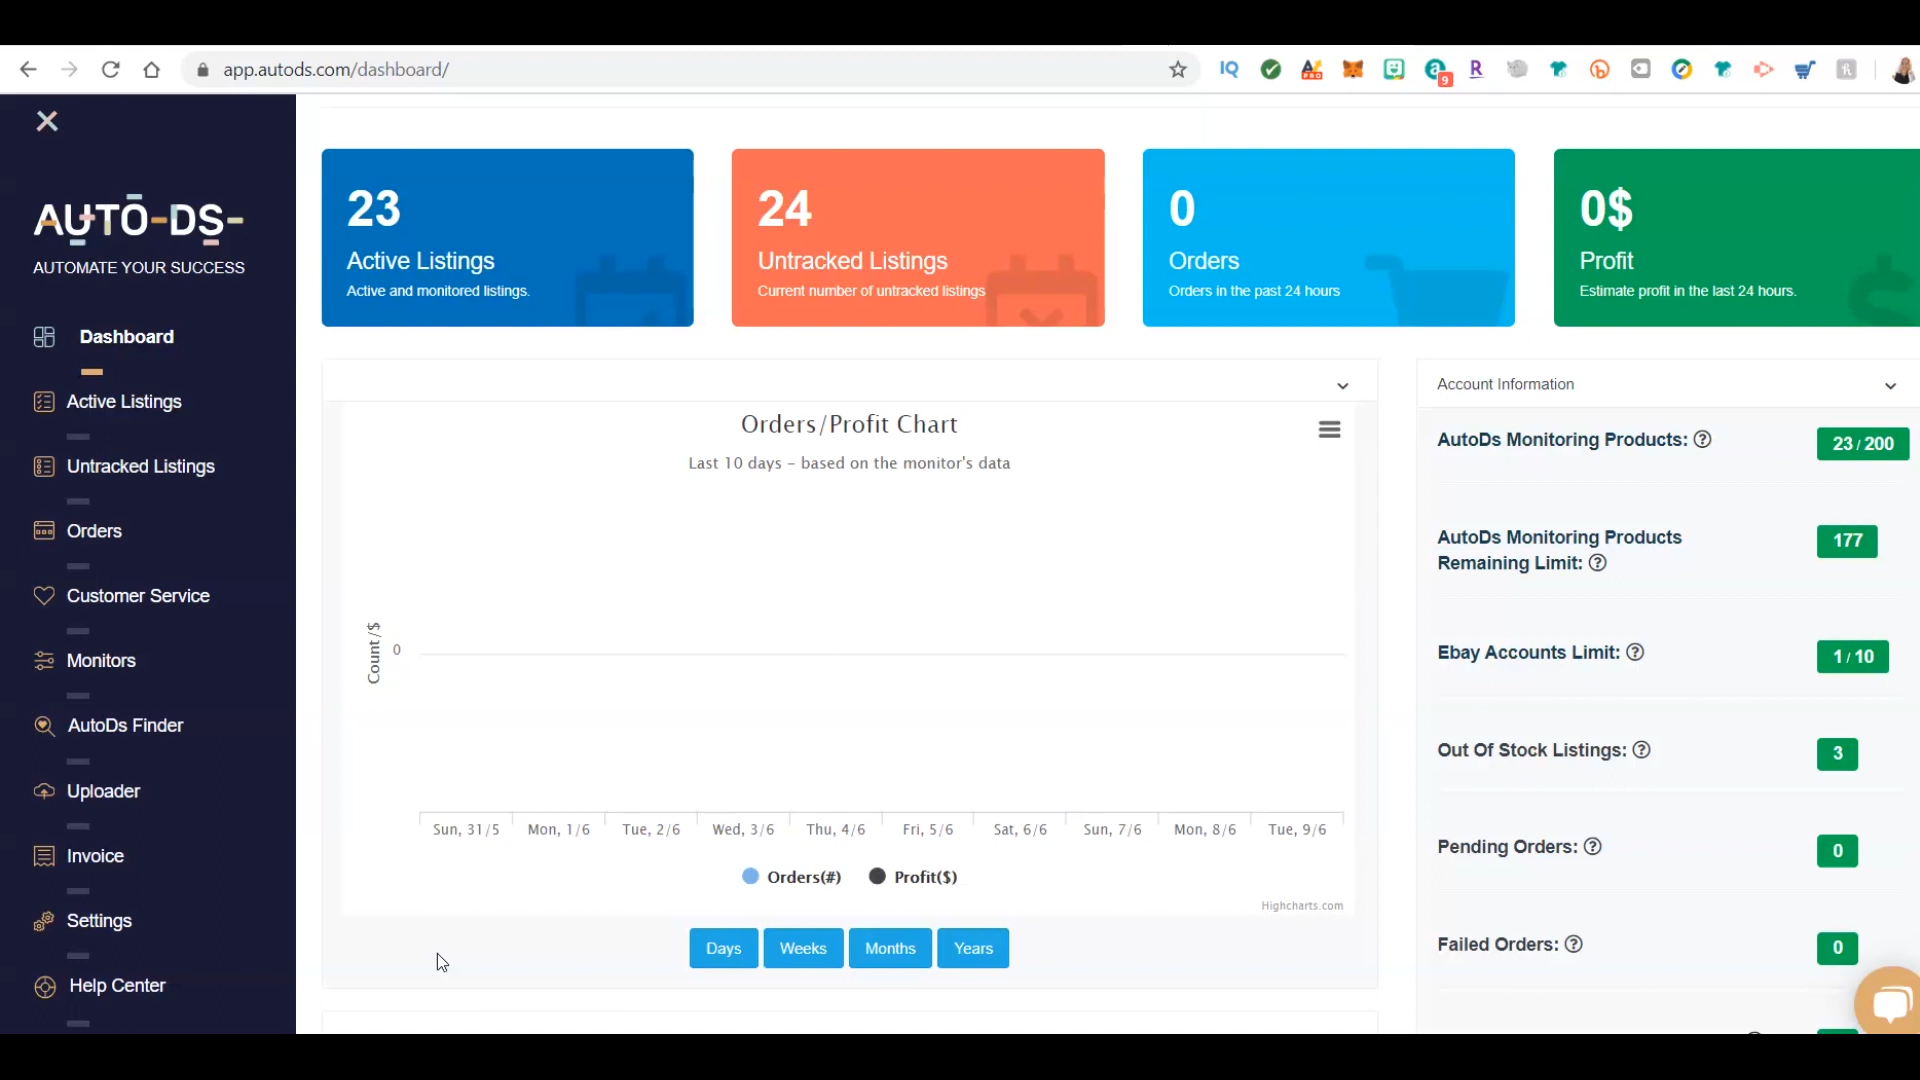 app.autods.com/dashboard/
IQ
PRO
9
R
AUTO-DS-
AUTOMATE YOUR SUCCESS
Dashboard
Active Listings
Untracked Listings
Orders
Customer Service
Monitors
AutoDs Finder
Uploader
Invoice
Settings
Help Center
23
Active Listings
Active and monitored listings.
24
Untracked Listings
Current number of untracked listings
0
Orders
Orders in the past 24 hours
0$
Profit
Estimate profit in the last 24 hours.
Orders/Profit Chart
Last 10 days - based on the monitor's data
Count /$
0
Sun, 31/5 Mon, 1/6 Tue, 2/6 Wed, 3/6 Thu, 4/6 Fri, 5/6 Sat, 6/6 Sun, 7/6 Mon, 8/6 Tue, 9/6
Orders(#) Profit($)
Highcharts.com
Days Weeks Months Years
Account Information
AutoDs Monitoring Products: 23 / 200
AutoDs Monitoring Products
Remaining Limit: 177
Ebay Accounts Limit: 1 / 10
Out Of Stock Listings: 3
Pending Orders: 0
Failed Orders: 0